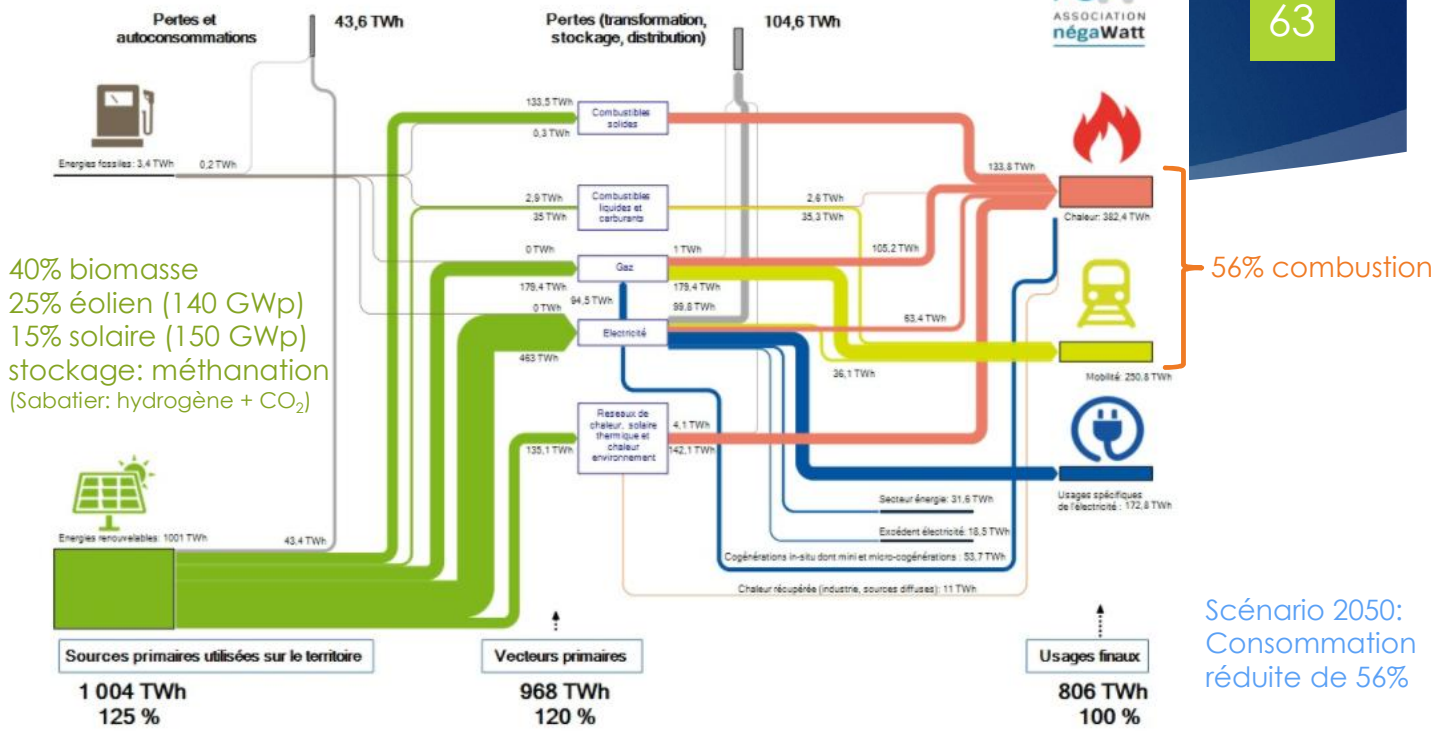 Pertes et
autoconsommations
43,6 TWh
Pertes (transformation,
stockage, distribution)
104,6 TWh
ASSOCIATION
négaWatt
63
133,5 TWh
Combustibles
solides
0,3 TWh
Energies fossiles: 3,4 TWh
0,2 TWh
133,8 TWh
Chaleur: 382,4 TWh
2,9 TWh
Combustibles
liquides et
carburants
35 TWh
2,6 TWh
35,3 TWh
105,2 TWh
40% biomasse
25% éolien (140 GWp)
15% solaire (150 GWp)
stockage: méthanation
(Sabatier: hydrogène + CO₂)
0 TWh
Gaz
1 TWh
179,4 TWh
179,4 TWh
94,5 TWh
99,8 TWh
0 TWh
Electricité
463 TWh
63,4 TWh
36,1 TWh
56% combustion
Mobilité: 250,8 TWh
Reseaux de
chaleur, solaire
thermique et
chaleur
environnement
4,1 TWh
135,1 TWh
142,1 TWh
Usages spécifiques
de l'électricité : 172,8 TWh
Secteur énergie: 31,6 TWh
Excédent électricité: 18,5 TWh
Cogénérations in-situ dont mini et micro-cogénérations : 53,7 TWh
Chaleur récupérée (industrie, sources diffuses): 11 TWh
Energies renouvelables: 1001 TWh
43,4 TWh
Sources primaires utilisées sur le territoire
1 004 TWh
125 %
Vecteurs primaires
968 TWh
120 %
Usages finaux
806 TWh
100 %
Scénario 2050:
Consommation
réduite de 56%